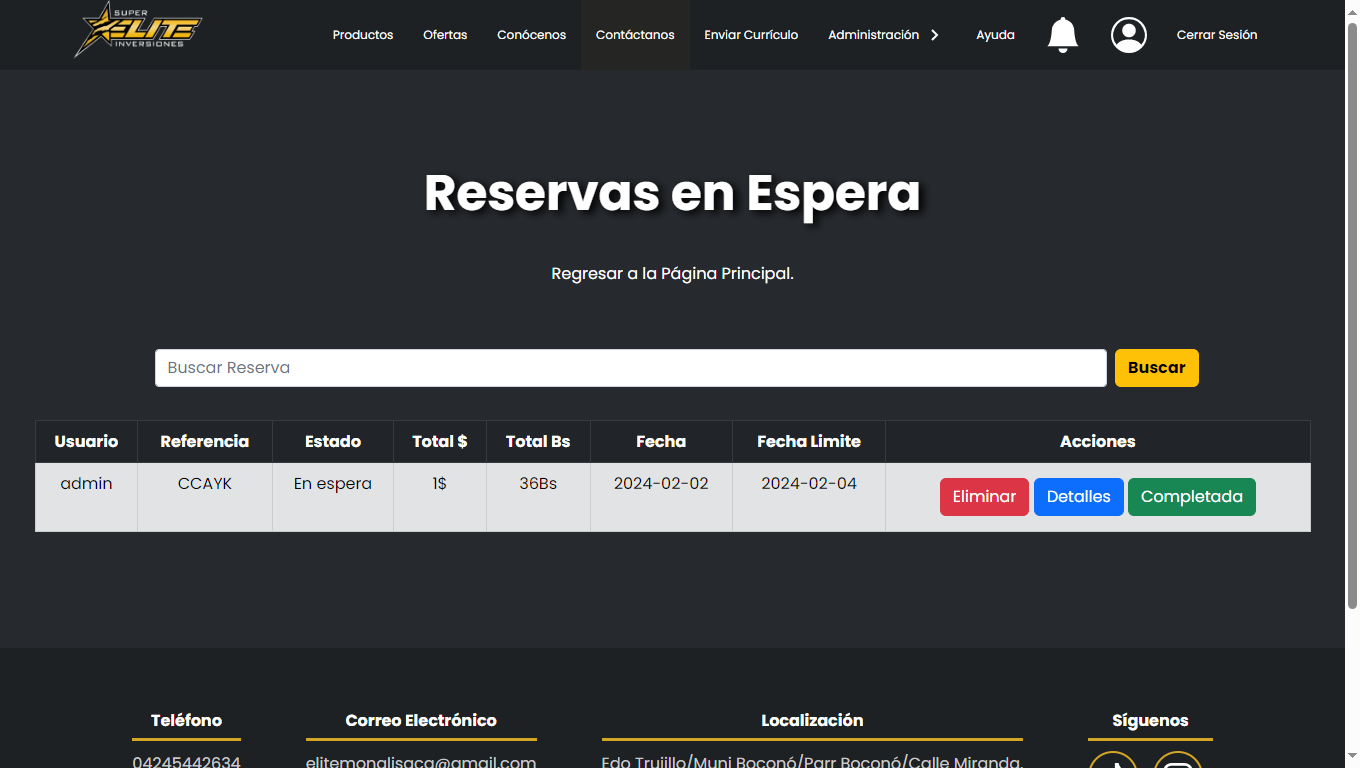 SUPER
ELITE
INVERSIONES
Productos Ofertas Conócenos Contáctanos Enviar Currículo Administración Ayuda Cerrar Sesión
Reservas en Espera
Regresar a la Página Principal.
Buscar Reserva Buscar
Usuario Referencia Estado Total $ Total Bs Fecha Fecha Limite Acciones
admin CCAYK En espera 1$ 36Bs 2024-02-02 2024-02-04 Eliminar Detalles Completada
Teléfono Correo Electrónico Localización Síguenos
04245442634 elitemonalisaca@gmail.com Edo Trujillo/Muni Boconó/Parr Boconó/Calle Miranda.